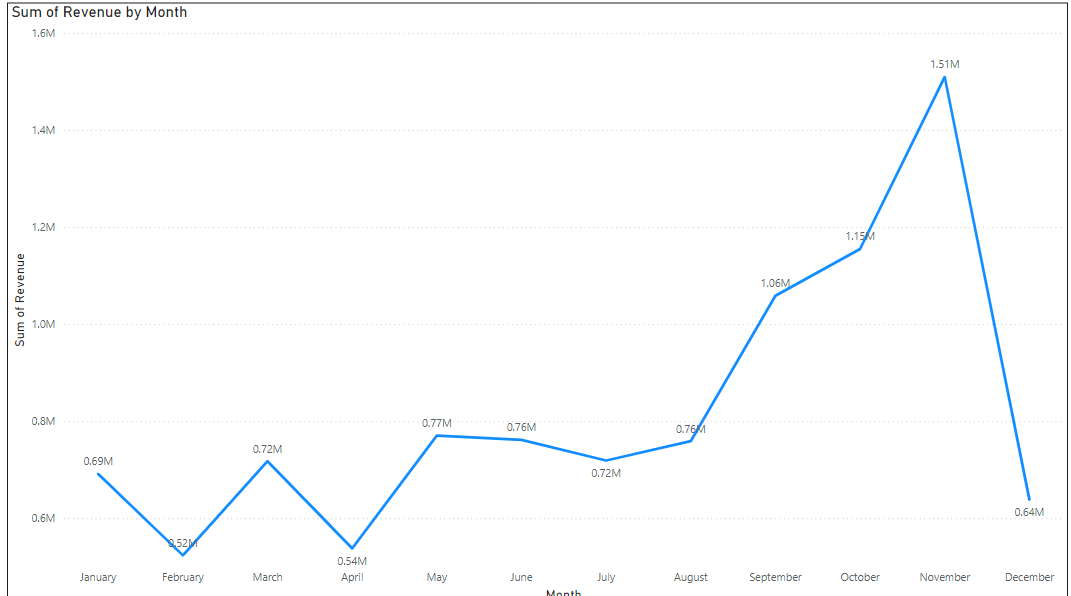 Sum of Revenue by Month
1.6M
1.4M
1.2M
1.0M
0.8M
0.6M
Sum of Revenue
0.69M
0.52M
0.72M
0.54M
0.77M
0.76M
0.72M
0.76M
1.06M
1.15M
1.51M
0.64M
January February March April May June July August September October November December
Month